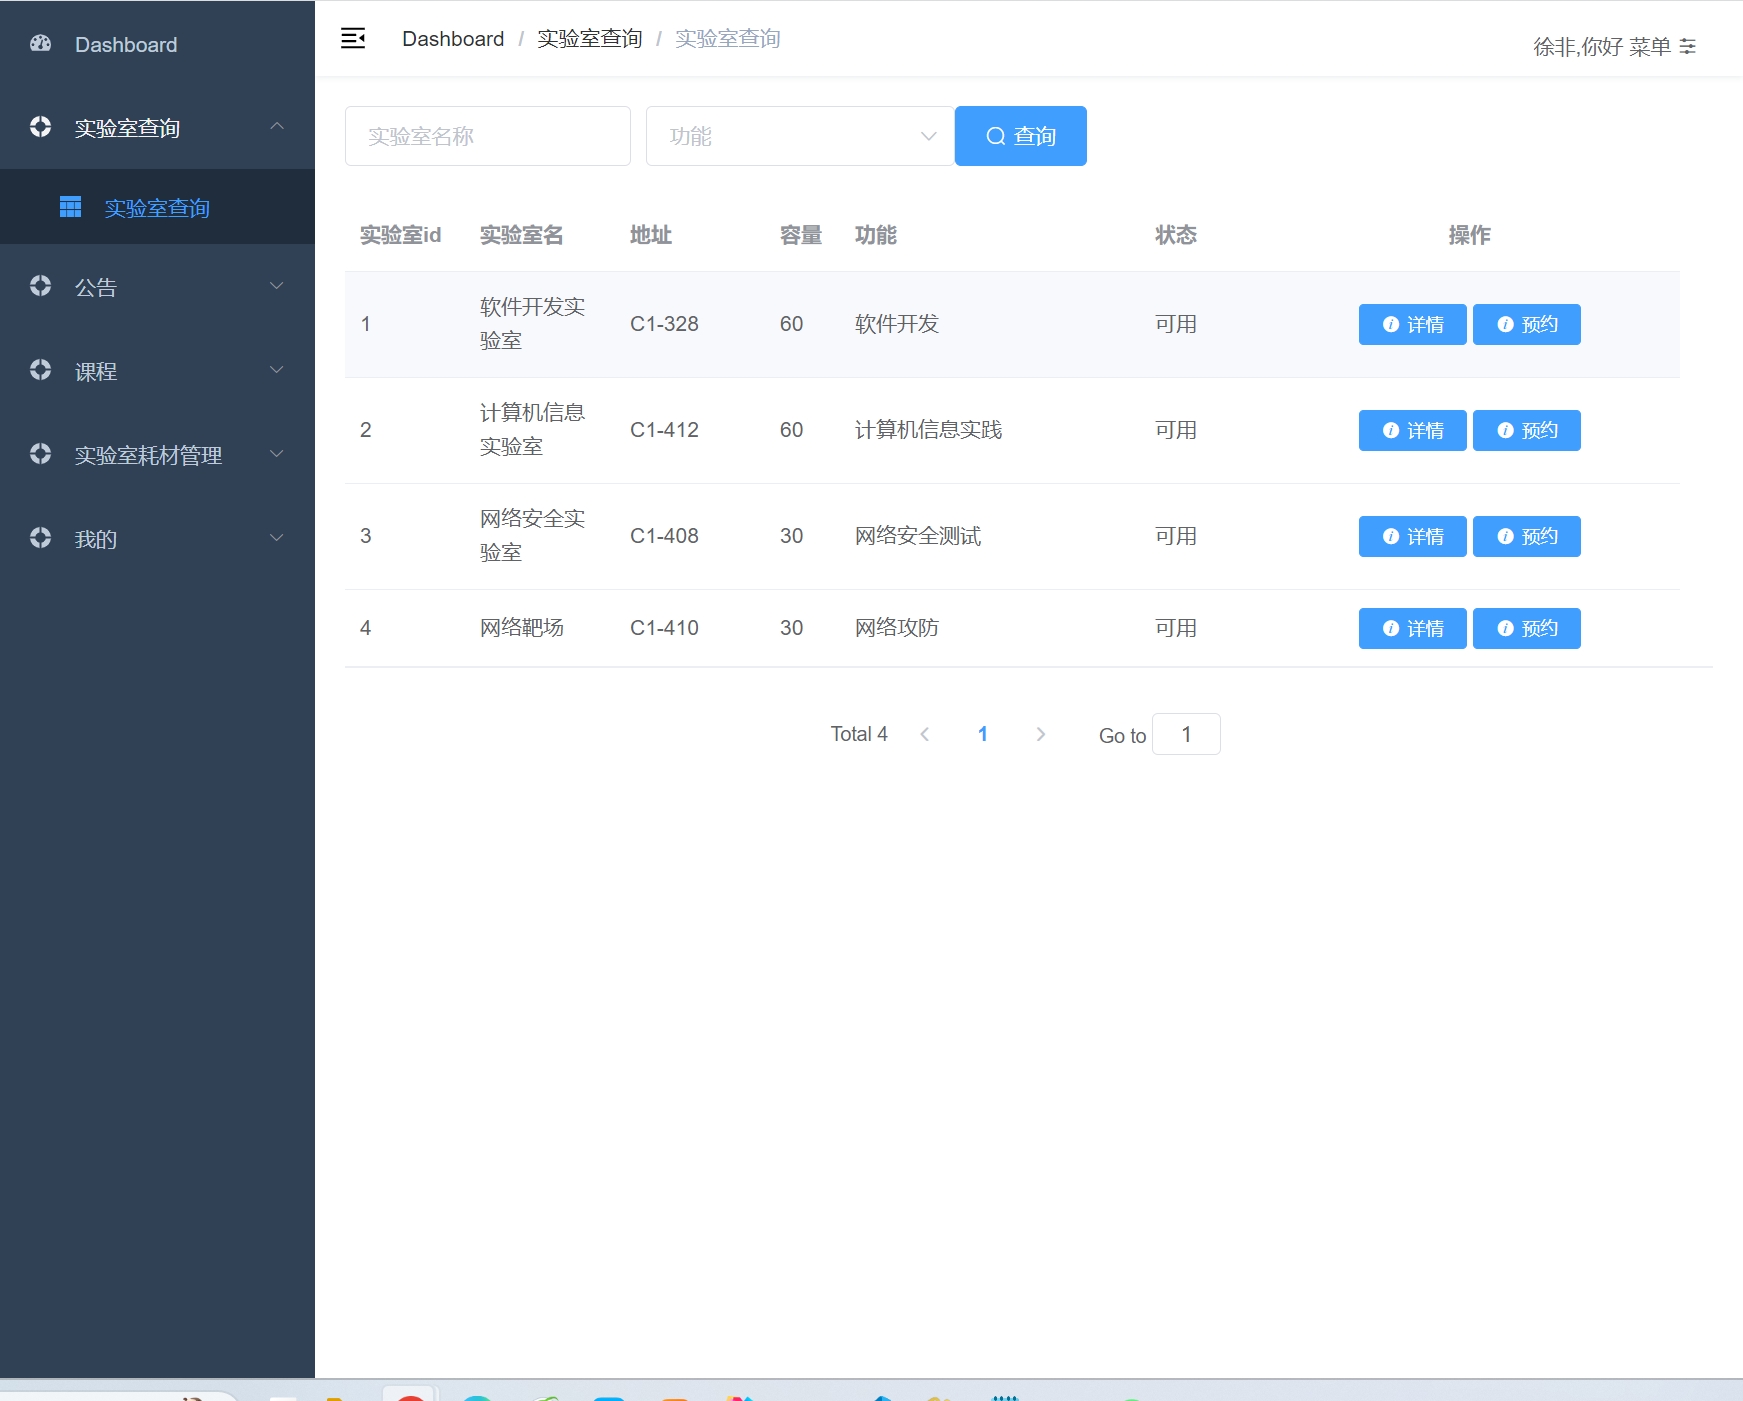 Dashboard
实验室查询
实验室查询
公告
课程
实验室耗材管理
我的
Dashboard / 实验室查询 / 实验室查询
徐非,你好 菜单
实验室名称
功能
查询
实验室id 实验室名 地址 容量 功能 状态 操作
1 软件开发实验室 C1-328 60 软件开发 可用 详情 预约
2 计算机信息实验室 C1-412 60 计算机信息实践 可用 详情 预约
3 网络安全实验室 C1-408 30 网络安全测试 可用 详情 预约
4 网络靶场 C1-410 30 网络攻防 可用 详情 预约
Total 4 1 Go to 1